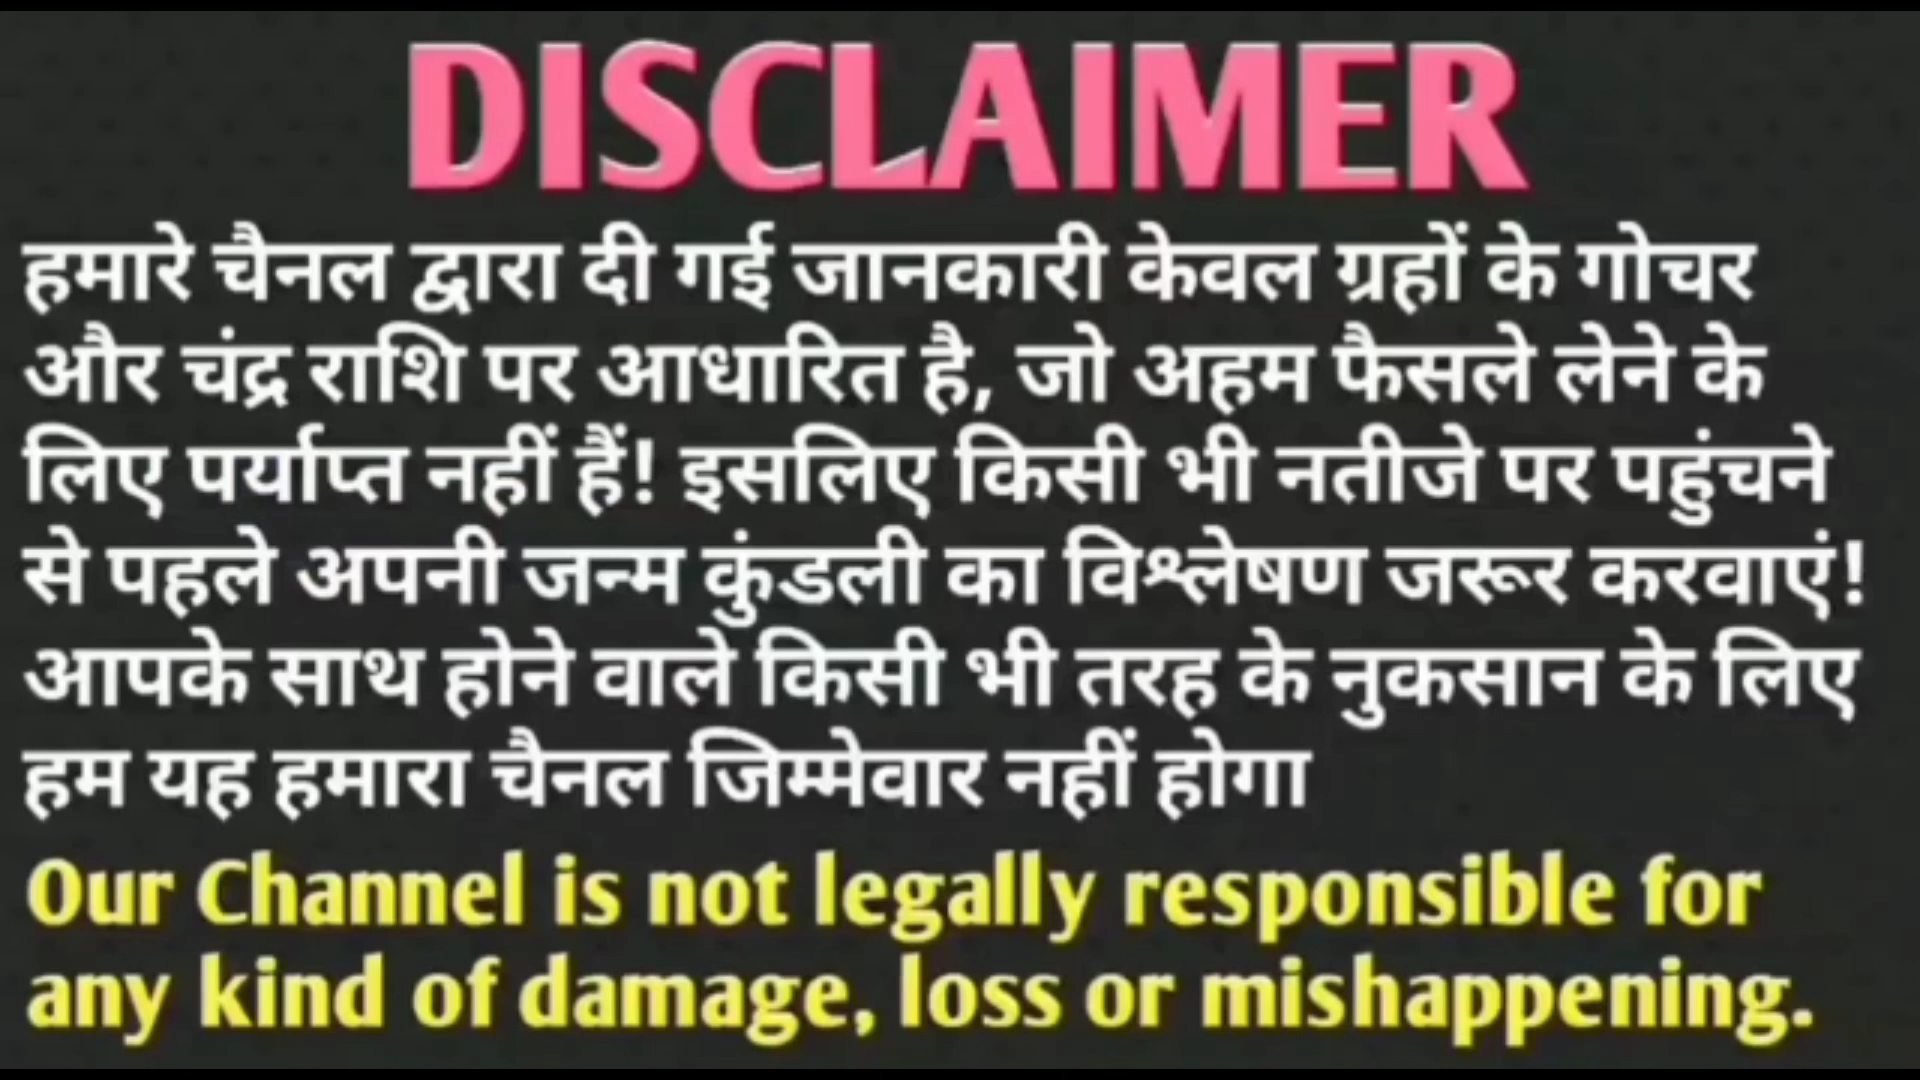 DISCLAIMER
हमारे चैनल द्वारा दी गई जानकारी केवल ग्रहों के गोचर
और चंद्र राशि पर आधारित है, जो अहम फैसले लेने के
लिए पर्याप्त नहीं हैं! इसलिए किसी भी नतीजे पर पहुंचने
से पहले अपनी जन्म कुंडली का विश्लेषण जरूर करवाएं!
आपके साथ होने वाले किसी भी तरह के नुकसान के लिए
हम यह हमारा चैनल जिम्मेवार नहीं होगा
Our Channel is not legally responsible for
any kind of damage, loss or mishappening.